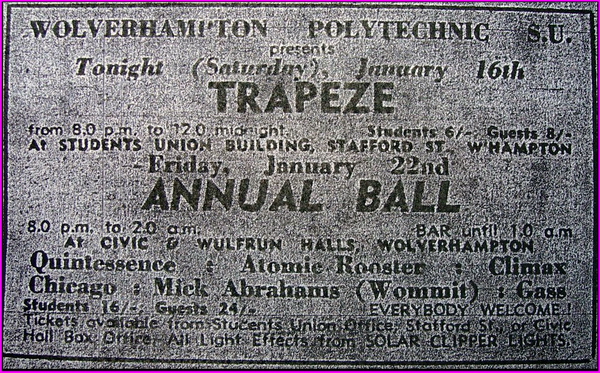 WOLVERHAMPTON POLYTECHNIC S.U.
presents
Tonight (Saturday), January 16th
TRAPEZE
from 8.0 p.m. to 12.0 midnight. Students 6/-, Guests 8/-
At STUDENTS UNION BUILDING, STAFFORD ST., W'HAMPTON
- Friday, January 22nd
ANNUAL BALL
8.0 p.m. to 2.0 a.m. BAR until 1.0 a.m
At CIVIC & WULFRUN HALLS, WOLVERHAMPTON
Quintessence : Atomic Rooster : Climax
Chicago : Mick Abrahams (Wommit) : Gass
Students 16/- Guests 24/- EVERYBODY WELCOME!
Tickets available from Students Union Office, Stafford St., or Civic
Hall Box Office. All Light Effects from SOLAR CLIPPER LIGHTS.